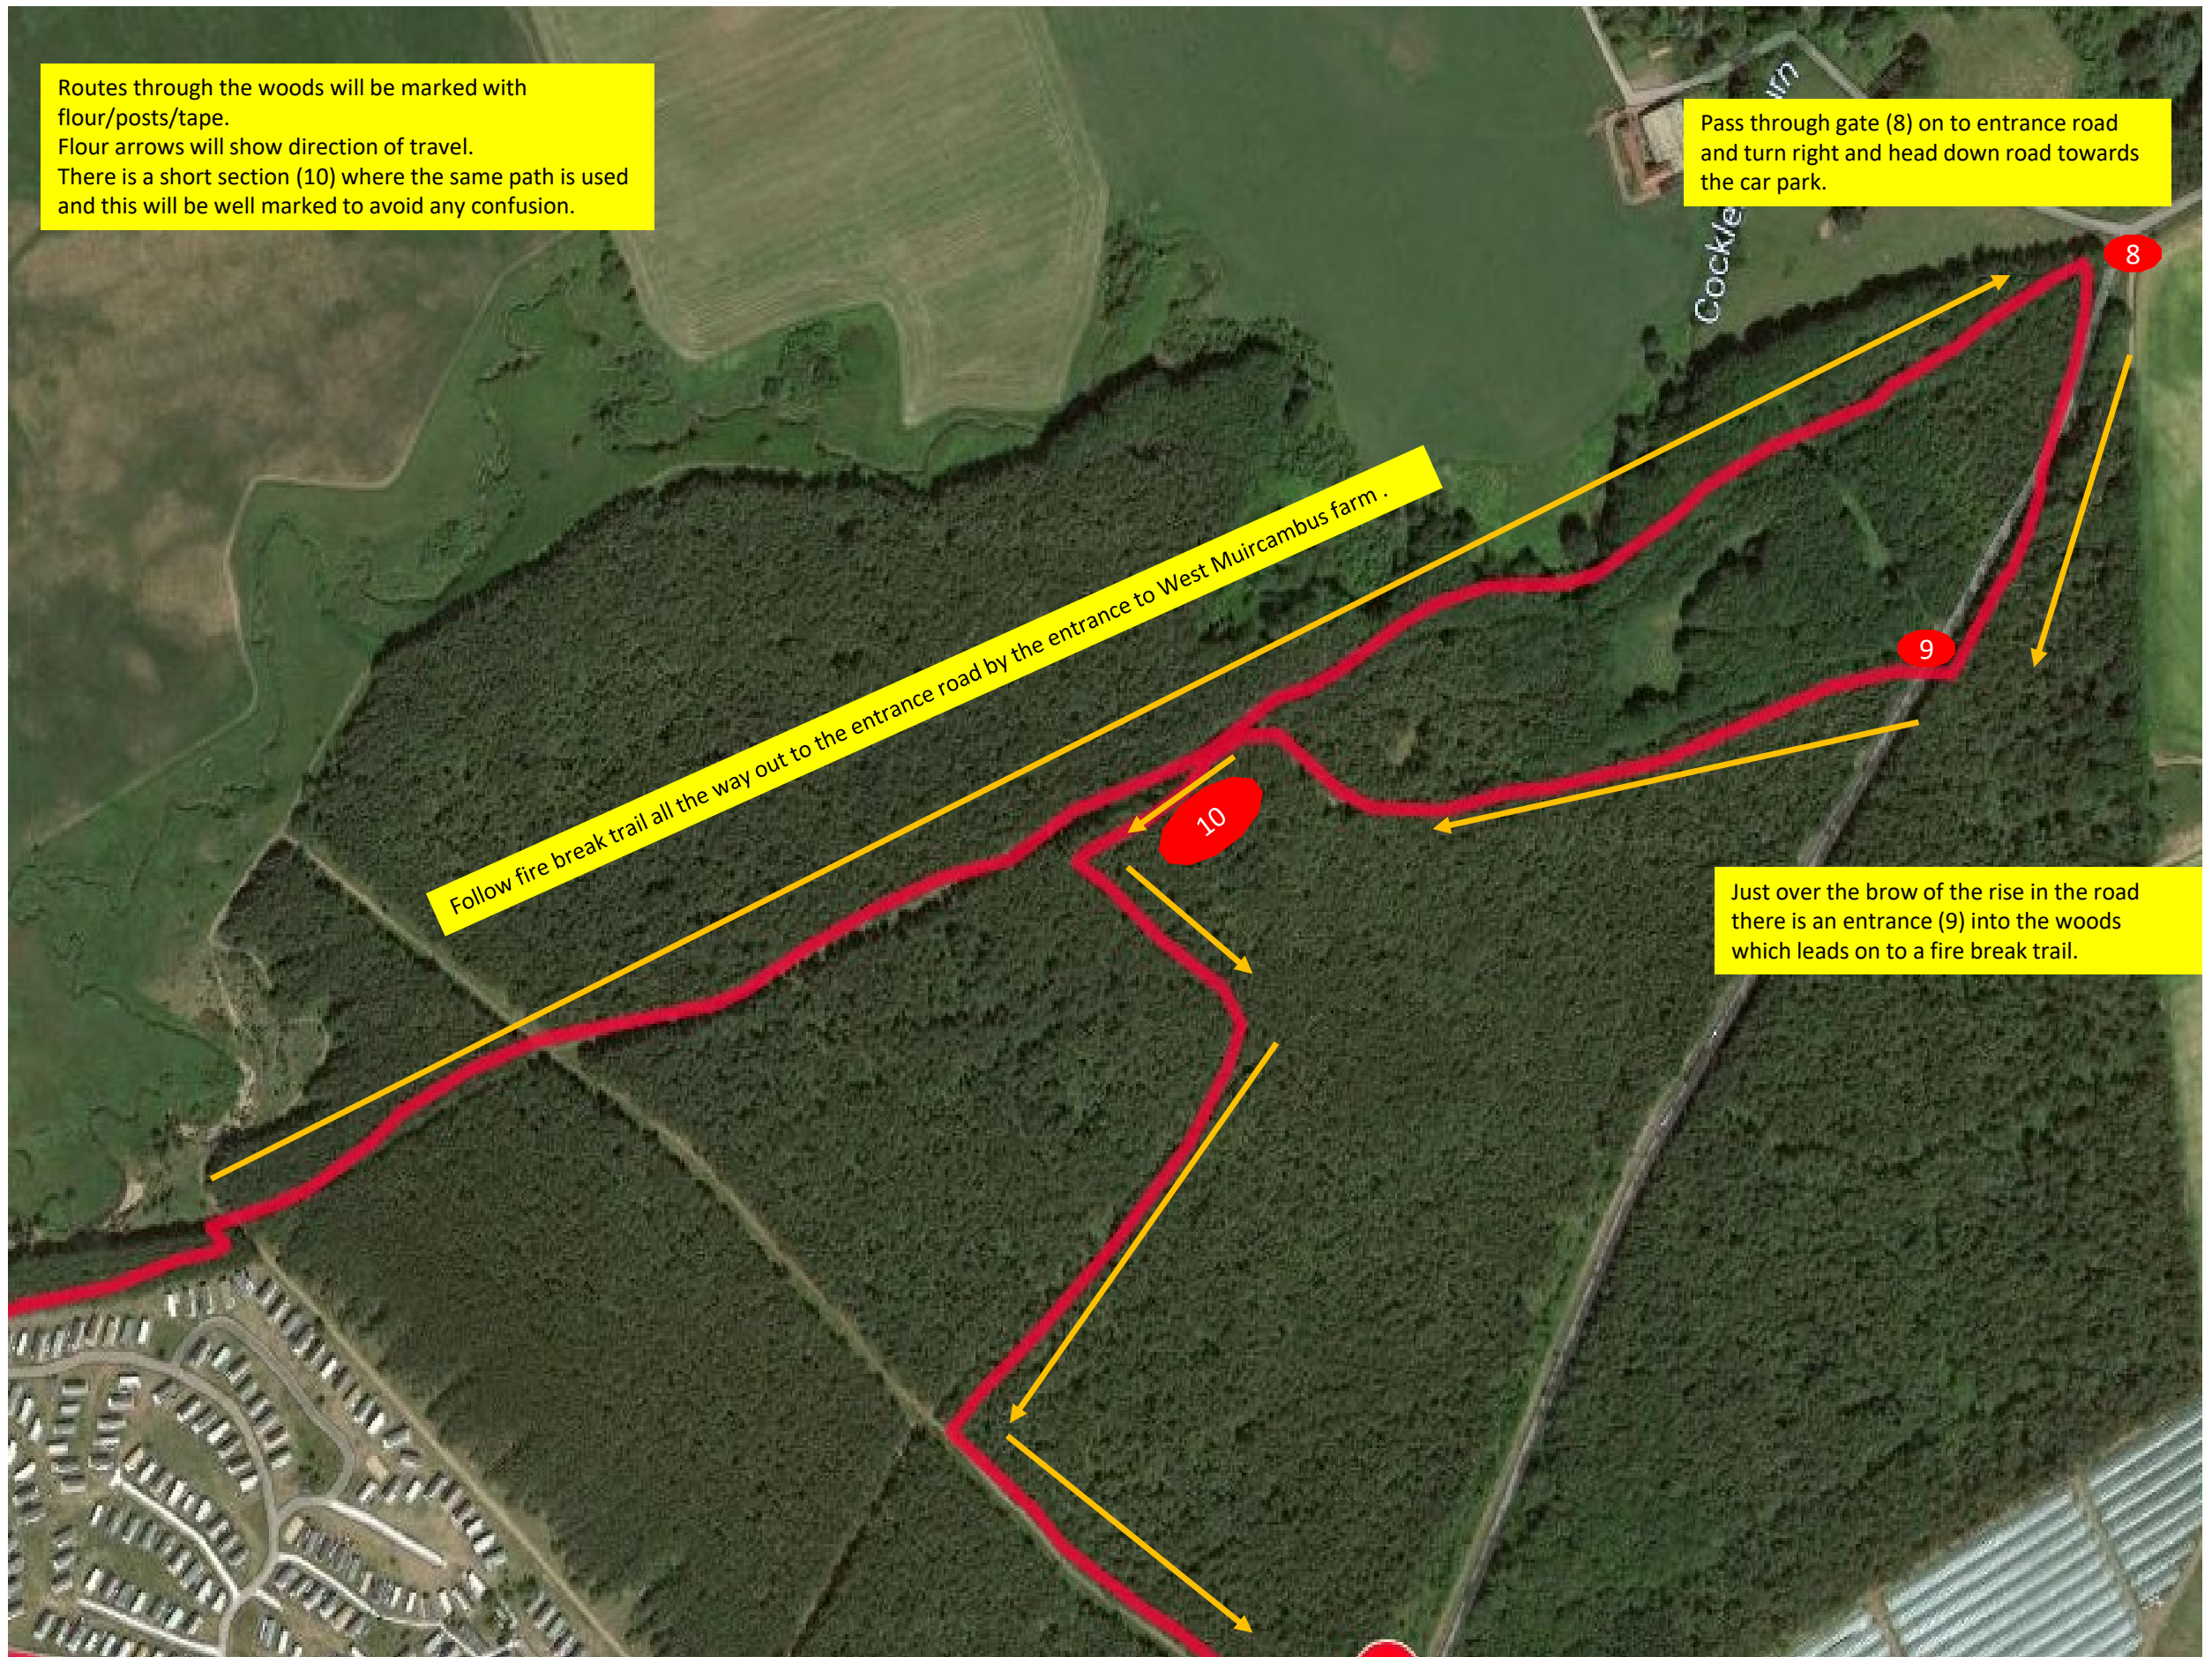 Routes through the woods will be marked with
flour/posts/tape.
Flour arrows will show direction of travel.
There is a short section (10) where the same path is used
and this will be well marked to avoid any confusion.
Pass through gate (8) on to entrance road
and turn right and head down road towards
the car park.
8
Follow fire break trail all the way out to the entrance road by the entrance to West Muircambus farm .
9
10
Just over the brow of the rise in the road
there is an entrance (9) into the woods
which leads on to a fire break trail.